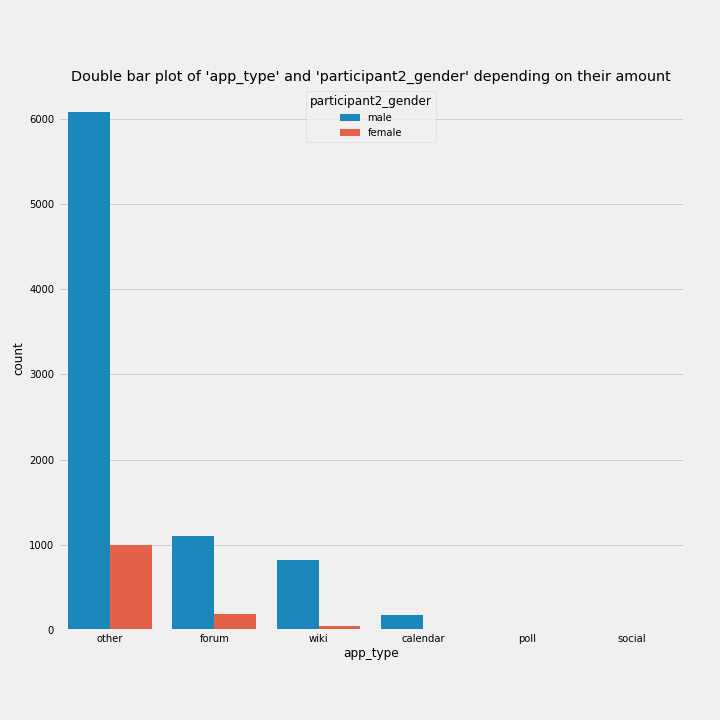 Double bar plot of 'app_type' and 'participant2_gender' depending on their amount
participant2_gender
male
female
6000
5000
4000
3000
2000
1000
0
count
other forum wiki calendar poll social
app_type